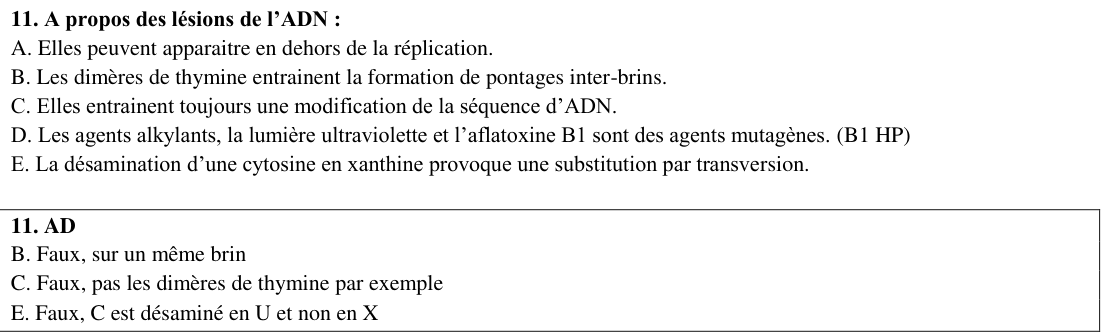 11. A propos des lésions de l’ADN :
A. Elles peuvent apparaitre en dehors de la réplication.
B. Les dimères de thymine entrainent la formation de pontages inter-brins.
C. Elles entrainent toujours une modification de la séquence d’ADN.
D. Les agents alkylants, la lumière ultraviolette et l’aflatoxine B1 sont des agents mutagènes. (B1 HP)
E. La désamination d’une cytosine en xanthine provoque une substitution par transversion.
11. AD
B. Faux, sur un même brin
C. Faux, pas les dimères de thymine par exemple
E. Faux, C est désaminé en U et non en X